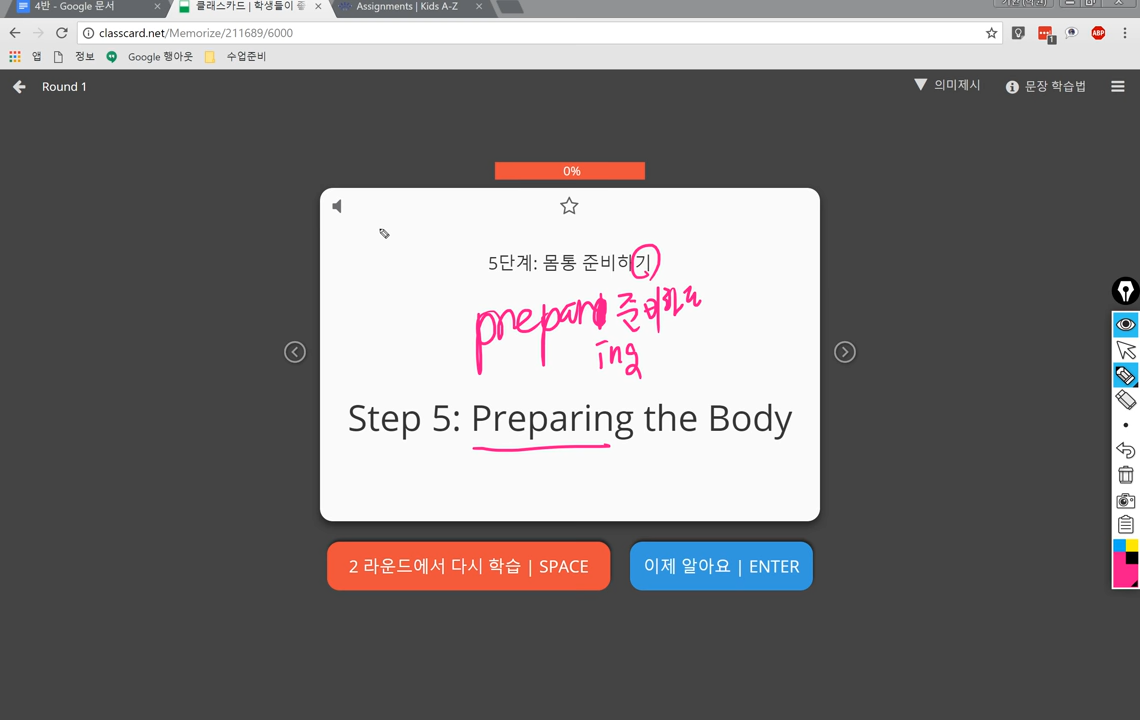 4반 - Google 문서
클래스카드 | 학생들이 좋
Assignments | Kids A-Z
classcard.net/Memorize/211689/6000
1
ABP
앱 정보 Google 행아웃 수업준비
Round 1
의미제시
문장 학습법
0%
5단계: 몸통 준비하기
준비하고
ing
Step 5: Preparing the Body
2 라운드에서 다시 학습 | SPACE
이제 알아요 | ENTER